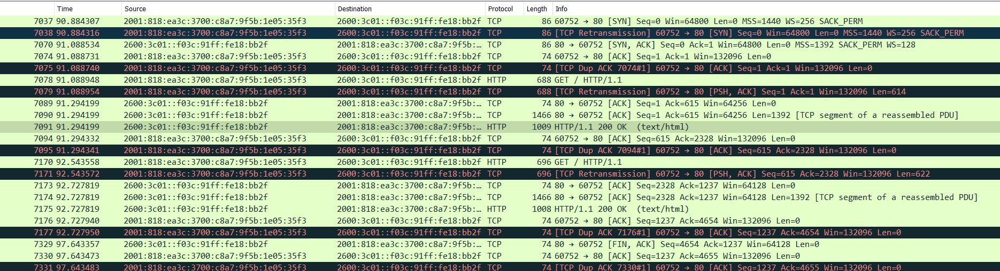 Time Source Destination Protocol Length Info
7037 90.884307 2001:818:ea3c:3700:c8a7:9f5b:1e05:35f3 2600:3c01::f03c:91ff:fe18:bb2f TCP 86 60752 → 80 [SYN] Seq=0 Win=64800 Len=0 MSS=1440 WS=256 SACK_PERM
7038 90.884316 2001:818:ea3c:3700:c8a7:9f5b:1e05:35f3 2600:3c01::f03c:91ff:fe18:bb2f TCP 86 [TCP Retransmission] 60752 → 80 [SYN] Seq=0 Win=64800 Len=0 MSS=1440 WS=256 SACK_PERM
7070 91.088534 2600:3c01::f03c:91ff:fe18:bb2f 2001:818:ea3c:3700:c8a7:9f5b:… TCP 86 80 → 60752 [SYN, ACK] Seq=0 Ack=1 Win=64800 Len=0 MSS=1392 SACK_PERM WS=128
7074 91.088731 2001:818:ea3c:3700:c8a7:9f5b:1e05:35f3 2600:3c01::f03c:91ff:fe18:bb2f TCP 74 60752 → 80 [ACK] Seq=1 Ack=1 Win=132096 Len=0
7075 91.088740 2001:818:ea3c:3700:c8a7:9f5b:1e05:35f3 2600:3c01::f03c:91ff:fe18:bb2f TCP 74 [TCP Dup ACK 7074#1] 60752 → 80 [ACK] Seq=1 Ack=1 Win=132096 Len=0
7078 91.088948 2001:818:ea3c:3700:c8a7:9f5b:1e05:35f3 2600:3c01::f03c:91ff:fe18:bb2f HTTP 688 GET / HTTP/1.1
7079 91.088954 2001:818:ea3c:3700:c8a7:9f5b:1e05:35f3 2600:3c01::f03c:91ff:fe18:bb2f TCP 688 [TCP Retransmission] 60752 → 80 [PSH, ACK] Seq=1 Ack=1 Win=132096 Len=614
7089 91.294199 2600:3c01::f03c:91ff:fe18:bb2f 2001:818:ea3c:3700:c8a7:9f5b:… TCP 74 80 → 60752 [ACK] Seq=1 Ack=615 Win=64256 Len=0
7090 91.294199 2600:3c01::f03c:91ff:fe18:bb2f 2001:818:ea3c:3700:c8a7:9f5b:… TCP 1466 80 → 60752 [ACK] Seq=1 Ack=615 Win=64256 Len=1392 [TCP segment of a reassembled PDU]
7091 91.294199 2600:3c01::f03c:91ff:fe18:bb2f 2001:818:ea3c:3700:c8a7:9f5b:… HTTP 1009 HTTP/1.1 200 OK (text/html)
7094 91.294332 2001:818:ea3c:3700:c8a7:9f5b:1e05:35f3 2600:3c01::f03c:91ff:fe18:bb2f TCP 74 60752 → 80 [ACK] Seq=615 Ack=2328 Win=132096 Len=0
7095 91.294341 2001:818:ea3c:3700:c8a7:9f5b:1e05:35f3 2600:3c01::f03c:91ff:fe18:bb2f TCP 74 [TCP Dup ACK 7094#1] 60752 → 80 [ACK] Seq=615 Ack=2328 Win=132096 Len=0
7170 92.543558 2001:818:ea3c:3700:c8a7:9f5b:1e05:35f3 2600:3c01::f03c:91ff:fe18:bb2f HTTP 696 GET / HTTP/1.1
7171 92.543572 2001:818:ea3c:3700:c8a7:9f5b:1e05:35f3 2600:3c01::f03c:91ff:fe18:bb2f TCP 696 [TCP Retransmission] 60752 → 80 [PSH, ACK] Seq=615 Ack=2328 Win=132096 Len=622
7173 92.727819 2600:3c01::f03c:91ff:fe18:bb2f 2001:818:ea3c:3700:c8a7:9f5b:… TCP 74 80 → 60752 [ACK] Seq=2328 Ack=1237 Win=64128 Len=0
7174 92.727819 2600:3c01::f03c:91ff:fe18:bb2f 2001:818:ea3c:3700:c8a7:9f5b:… TCP 1466 80 → 60752 [ACK] Seq=2328 Ack=1237 Win=64128 Len=1392 [TCP segment of a reassembled PDU]
7175 92.727819 2600:3c01::f03c:91ff:fe18:bb2f 2001:818:ea3c:3700:c8a7:9f5b:… HTTP 1008 HTTP/1.1 200 OK (text/html)
7176 92.727940 2001:818:ea3c:3700:c8a7:9f5b:1e05:35f3 2600:3c01::f03c:91ff:fe18:bb2f TCP 74 60752 → 80 [ACK] Seq=1237 Ack=4654 Win=132096 Len=0
7177 92.727950 2001:818:ea3c:3700:c8a7:9f5b:1e05:35f3 2600:3c01::f03c:91ff:fe18:bb2f TCP 74 [TCP Dup ACK 7176#1] 60752 → 80 [ACK] Seq=1237 Ack=4654 Win=132096 Len=0
7329 97.643357 2600:3c01::f03c:91ff:fe18:bb2f 2001:818:ea3c:3700:c8a7:9f5b:… TCP 74 80 → 60752 [FIN, ACK] Seq=4654 Ack=1237 Win=64128 Len=0
7330 97.643473 2001:818:ea3c:3700:c8a7:9f5b:1e05:35f3 2600:3c01::f03c:91ff:fe18:bb2f TCP 74 60752 → 80 [ACK] Seq=1237 Ack=4655 Win=132096 Len=0
7331 97.643483 2001:818:ea3c:3700:c8a7:9f5b:1e05:35f3 2600:3c01::f03c:91ff:fe18:bb2f TCP 74 [TCP Dup ACK 7330#1] 60752 → 80 [ACK] Seq=1237 Ack=4655 Win=132096 Len=0